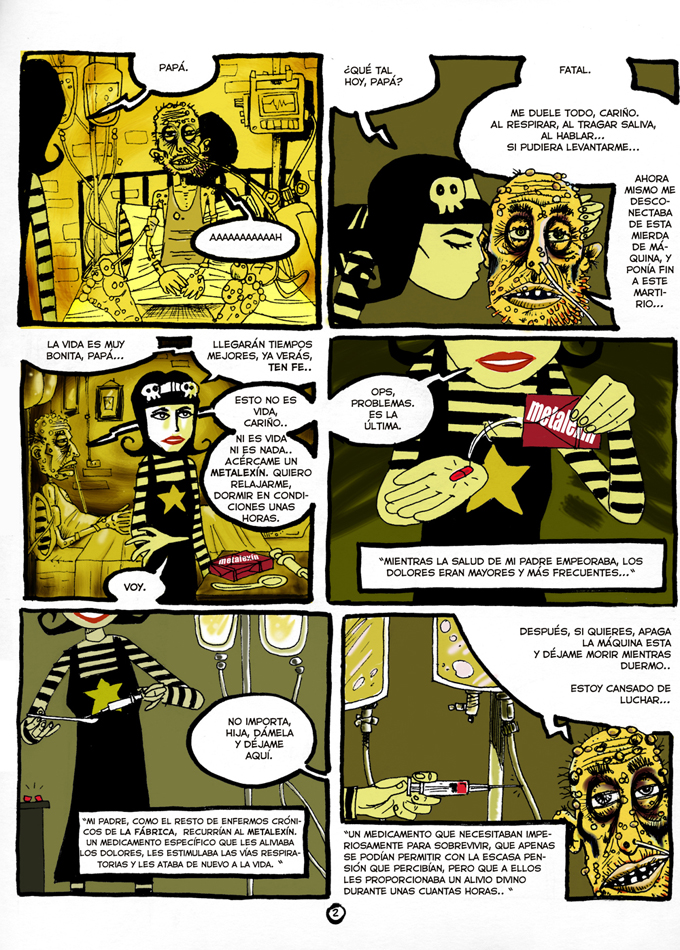 PAPÁ.
AAAAAAAAAAAH
¿QUÉ TAL
HOY, PAPÁ?
FATAL.
ME DUELE TODO, CARIÑO.
AL RESPIRAR, AL TRAGAR SALIVA,
AL HABLAR...
SI PUDIERA LEVANTARME...
AHORA
MISMO ME
DESCO-
NECTABA
DE ESTA
MIERDA
DE MÁ-
QUINA, Y
PONÍA FIN
A ESTE
MARTI-
RIO...
LA VIDA ES MUY
BONITA, PAPÁ...
LLEGARÁN TIEMPOS
MEJORES, YA VERÁS,
TEN FE..
ESTO NO ES
VIDA,
CARIÑO..
NI ES VIDA
NI ES NADA..
ACÉRCAME UN
METALEXÍN. QUIERO
RELAJARME,
DORMIR EN CONDI-
CIONES UNAS
HORAS.
metalexín
VOY.
OPS,
PROBLEMAS.
ES LA
ÚLTIMA.
metalexín
"MIENTRAS LA SALUD DE MI PADRE EMPEORABA, LOS
DOLORES ERAN MAYORES Y MÁS FRECUENTES..."
NO IMPORTA,
HIJA, DÁMELA
Y DÉJAME
AQUÍ.
"MI PADRE, COMO EL RESTO DE ENFERMOS CRÓNI-
COS DE LA FÁBRICA, RECURRÍAN AL METALEXÍN.
UN MEDICAMENTO ESPECÍFICO QUE LES ALIVIABA
LOS DOLORES, LES ESTIMULABA LAS VÍAS RESPIRA-
TORIAS Y LES ATABA DE NUEVO A LA VIDA. "
DESPUÉS, SI QUIERES, APAGA
LA MÁQUINA ESTA
Y DÉJAME MORIR MIENTRAS
DUERMO..
ESTOY CANSADO DE
LUCHAR...
"UN MEDICAMENTO QUE NECESITABAN IMPE-
RIOSAMENTE PARA SOBREVIVIR, QUE APENAS
SE PODÍAN PERMITIR CON LA ESCASA PEN-
SIÓN QUE PERCIBÍAN, PERO QUE A ELLOS
LES PROPORCIONABA UN ALIVIO DIVINO
DURANTE UNAS CUANTAS HORAS.. "
2